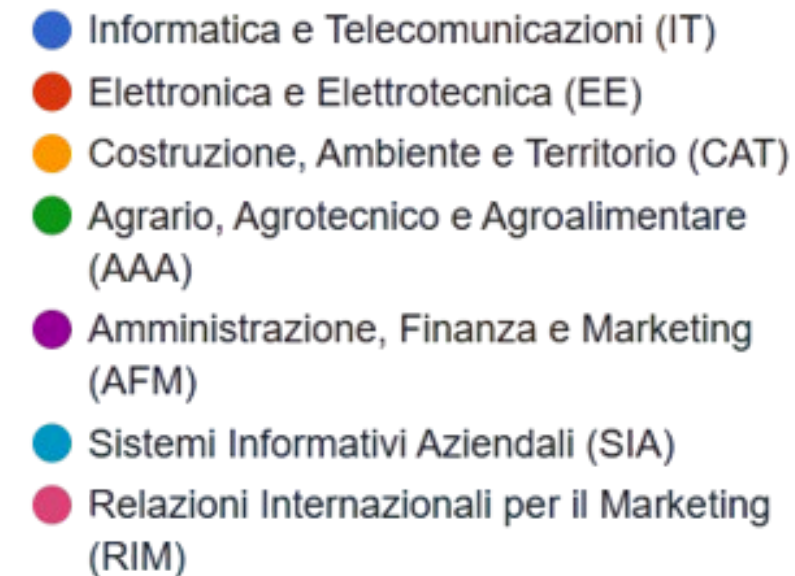 Informatica e Telecomunicazioni (IT)
Elettronica e Elettrotecnica (EE)
Costruzione, Ambiente e Territorio (CAT)
Agrario, Agrotecnico e Agroalimentare
(AAA)
Amministrazione, Finanza e Marketing
(AFM)
Sistemi Informativi Aziendali (SIA)
Relazioni Internazionali per il Marketing
(RIM)